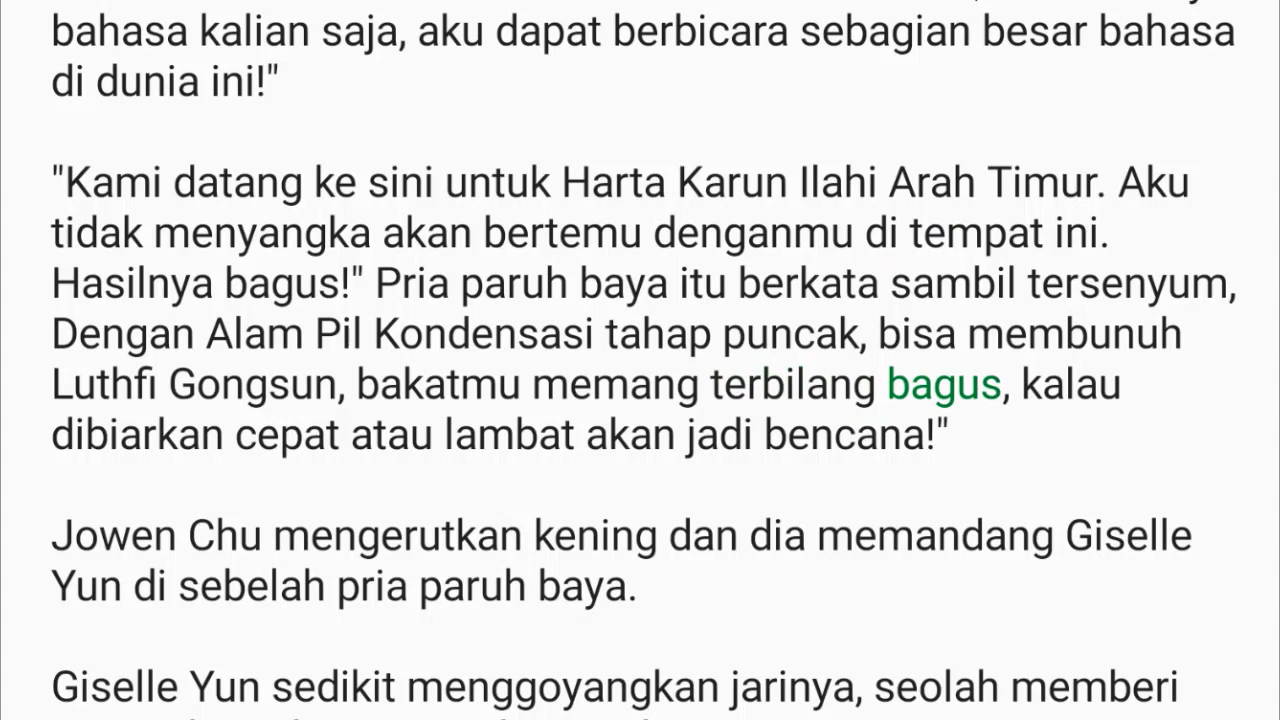 bahasa kalian saja, aku dapat berbicara sebagian besar bahasa
di dunia ini!"
"Kami datang ke sini untuk Harta Karun Ilahi Arah Timur. Aku
tidak menyangka akan bertemu denganmu di tempat ini.
Hasilnya bagus!" Pria paruh baya itu berkata sambil tersenyum,
Dengan Alam Pil Kondensasi tahap puncak, bisa membunuh
Luthfi Gongsun, bakatmu memang terbilang bagus, kalau
dibiarkan cepat atau lambat akan jadi bencana!"
Jowen Chu mengerutkan kening dan dia memandang Giselle
Yun di sebelah pria paruh baya.
Giselle Yun sedikit menggoyangkan jarinya, seolah memberi